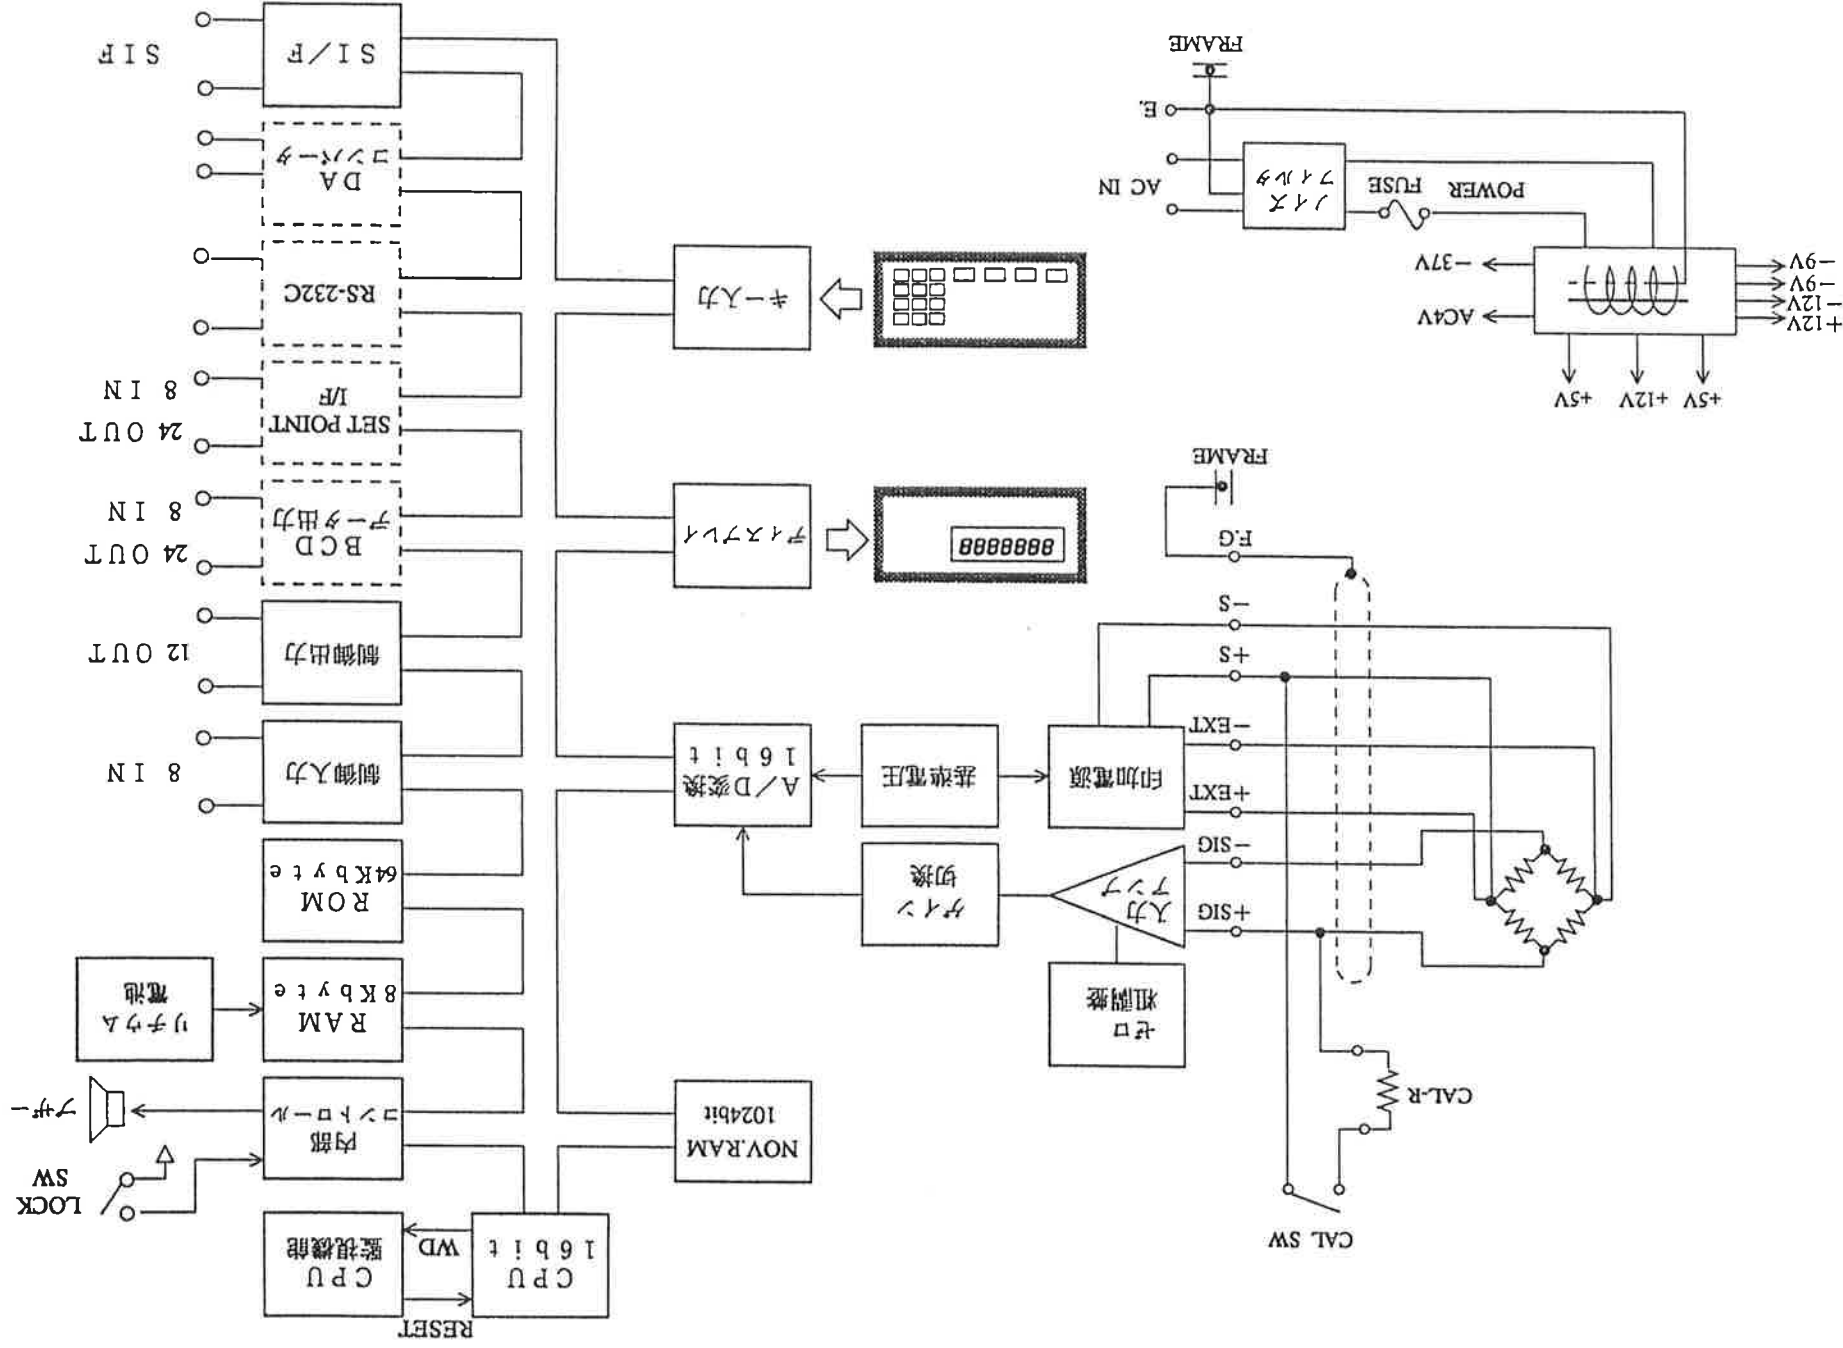 RESET
CPU
16bit
WD
CPU
監視機能
CAL SW
CAL-R
NOV.RAM
1024bit
内部
コントロール
LOCK
SW
ブザー
ゼロ
粗調整
RAM
8Kbyte
リチウム
電池
+SIG
-SIG
入力
アンプ
ゲイン
切換
ROM
64Kbyte
+EXT
-EXT
印加電源
基準電圧
A/D変換
16bit
制御入力
8 IN
+S
-S
制御出力
12 OUT
F.G
FRAME
8888888
ディスプレイ
BCD
データ出力
24 OUT
8 IN
SET POINT
I/F
24 OUT
8 IN
+5V
+12V
+5V
+12V
-12V
-9V
-9V
AC4V
-37V
キー入力
RS-232C
POWER
FUSE
ノイズ
フィルタ
AC IN
E.
FRAME
DA
コンバータ
SI/F
SIF